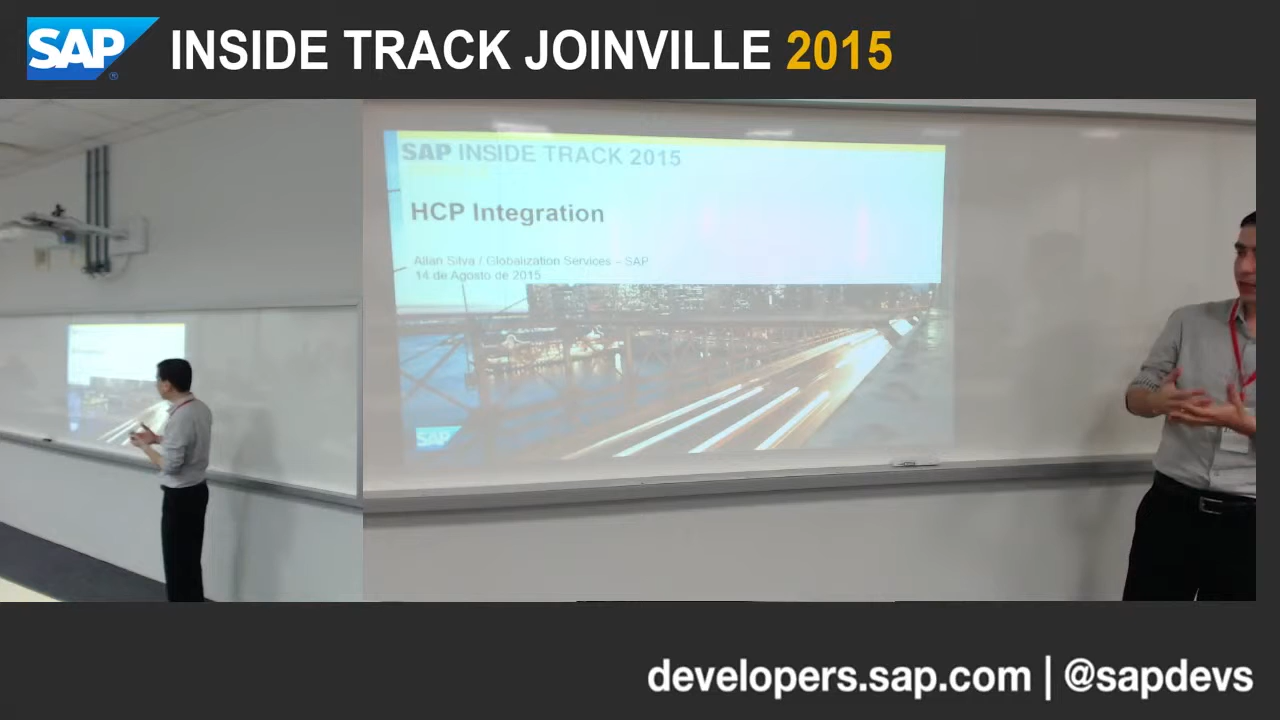 SAP INSIDE TRACK JOINVILLE 2015
SAP INSIDE TRACK 2015
HCP Integration
Allan Silva / Globalization Services – SAP
14 de Agosto de 2015
SAP
developers.sap.com | @sapdevs